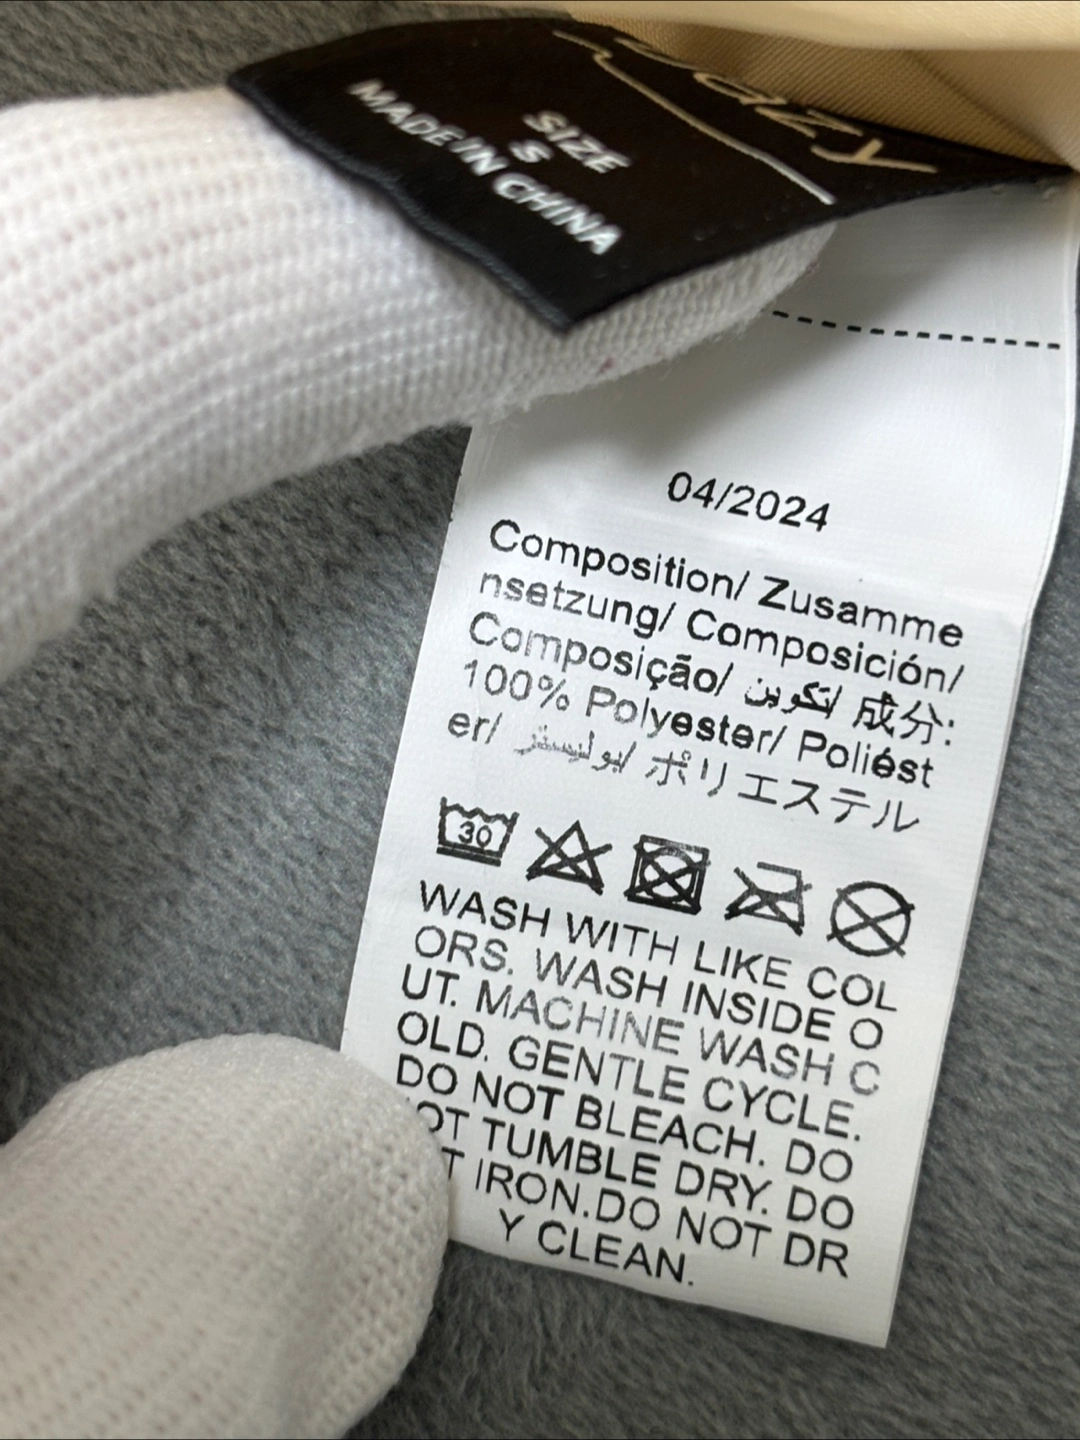 SIZE
S
MADE IN CHINA
04/2024
Composition/ Zusamme
nsetzung/ Composición/
Composição/ تكوين/ 成分:
100% Polyester/ Poliést
er/ بوليستر/ ポリエステル
30
WASH WITH LIKE COL
ORS. WASH INSIDE O
UT. MACHINE WASH C
OLD. GENTLE CYCLE.
DO NOT BLEACH. DO
OT TUMBLE DRY. DO
T IRON.DO NOT DR
Y CLEAN.